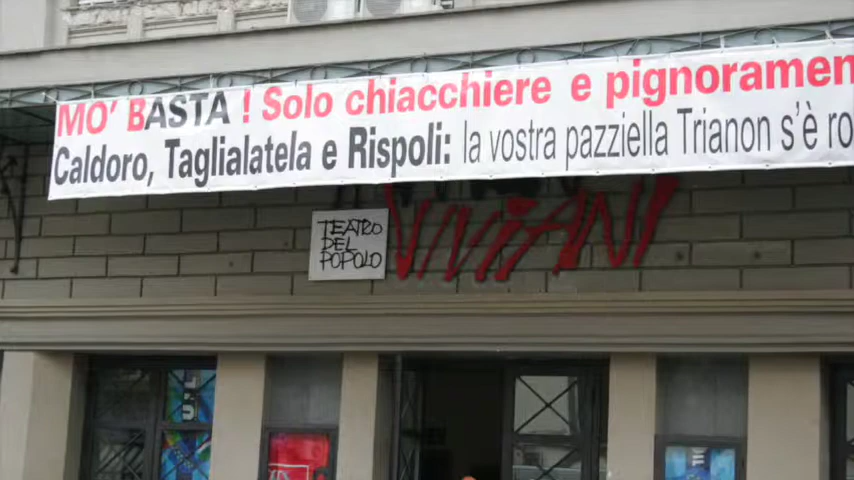 MO' BASTA ! Solo chiacchiere e pignoramen
Caldoro, Taglialatela e Rispoli: la vostra pazziella Trianon s'è ro
TEATRO
DEL
POPOLO
VIVIANI